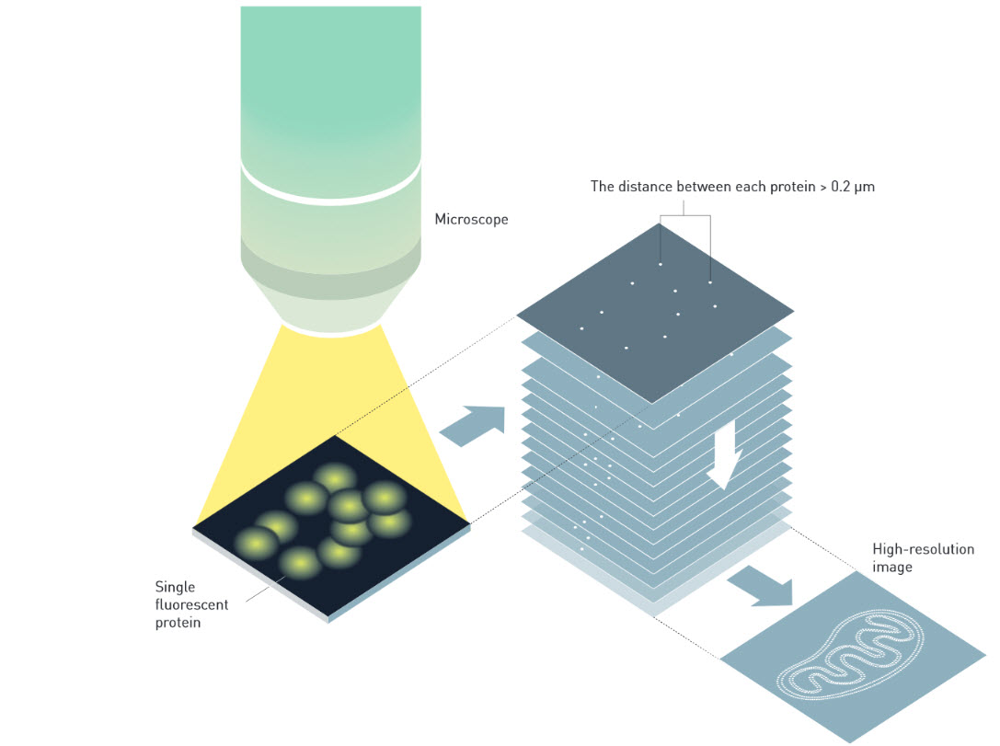 The distance between each protein > 0.2 µm
Microscope
Single
fluorescent
protein
High-resolution
image